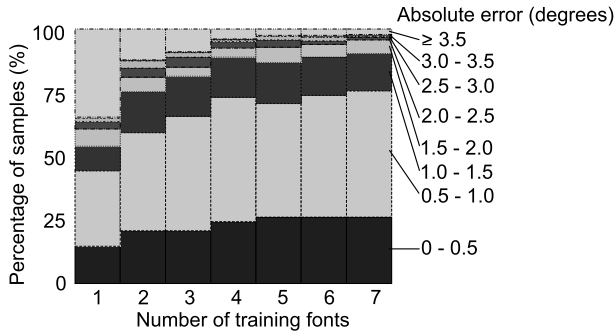 Absolute error (degrees)
100
75
50
25
0
Percentage of samples (%)
≥ 3.5
3.0 - 3.5
2.5 - 3.0
2.0 - 2.5
1.5 - 2.0
1.0 - 1.5
0.5 - 1.0
0 - 0.5
1 2 3 4 5 6 7
Number of training fonts